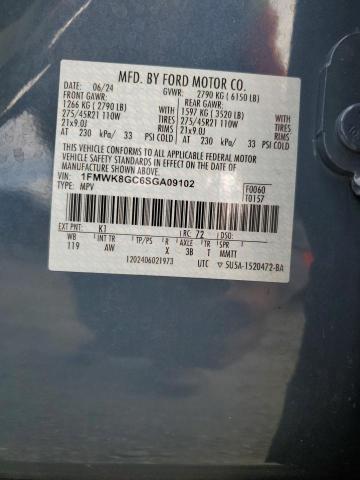 MFD. BY FORD MOTOR CO.
DATE: 06/24 GVWR: 2790 KG ( 6150 LB)
FRONT GAWR: REAR GAWR:
1266 KG ( 2790 LB) 1597 KG ( 3520 LB)
275/45R21 110W TIRES 275/45R21 110W TIRES
21x9.0J RIMS 21x9.0J RIMS
AT 230 kPa/ 33 PSI COLD AT 230 kPa/ 33 PSI COLD
THIS VEHICLE CONFORMS TO ALL APPLICABLE FEDERAL MOTOR
VEHICLE SAFETY STANDARDS IN EFFECT ON THE DATE OF
MANUFACTURE SHOWN ABOVE.
VIN: 1FMWK8GC6SGA09102
TYPE: MPV
F0060
T0157
EXT PNT: K1 RC: 72 DSO:
WB INT TR TP/PS R AXLE TR SPR
119 AW X 3B T MMTT
1202406021973 UTC SU5A-1520472-BA